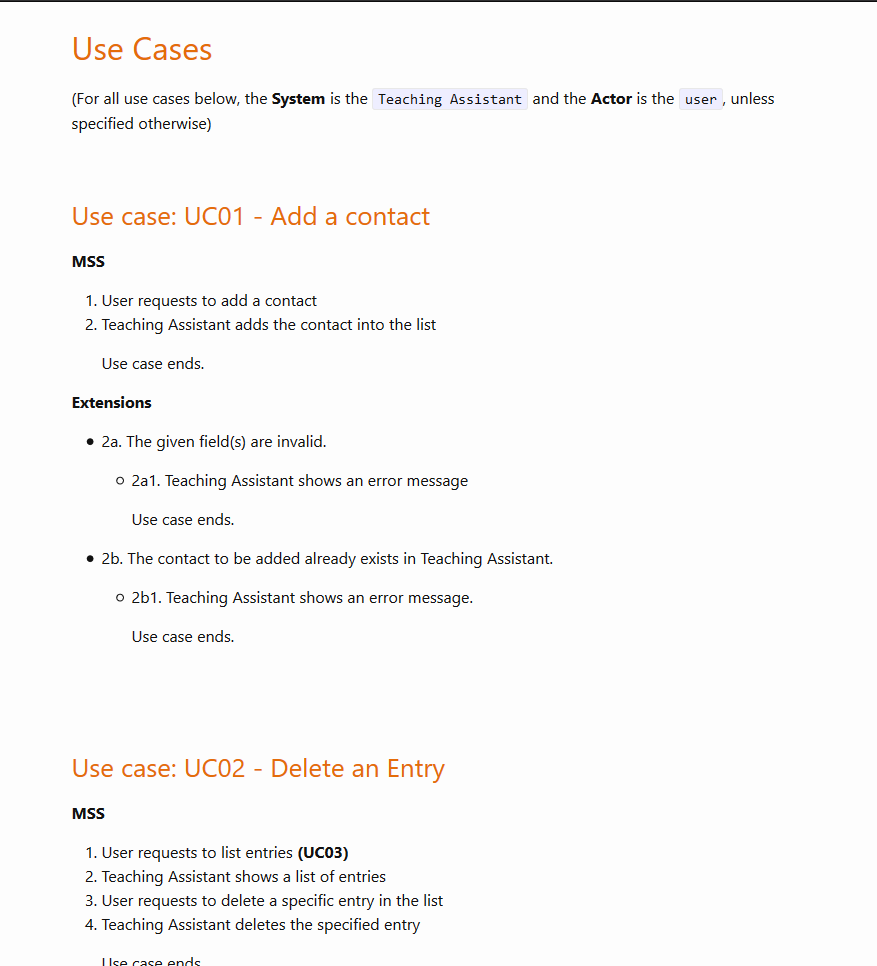 Use Cases
(For all use cases below, the System is the Teaching Assistant and the Actor is the user, unless
specified otherwise)
Use case: UC01 - Add a contact
MSS
1. User requests to add a contact
2. Teaching Assistant adds the contact into the list
Use case ends.
Extensions
2a. The given field(s) are invalid.
2a1. Teaching Assistant shows an error message
Use case ends.
2b. The contact to be added already exists in Teaching Assistant.
2b1. Teaching Assistant shows an error message.
Use case ends.
Use case: UC02 - Delete an Entry
MSS
1. User requests to list entries (UC03)
2. Teaching Assistant shows a list of entries
3. User requests to delete a specific entry in the list
4. Teaching Assistant deletes the specified entry
Use case ends